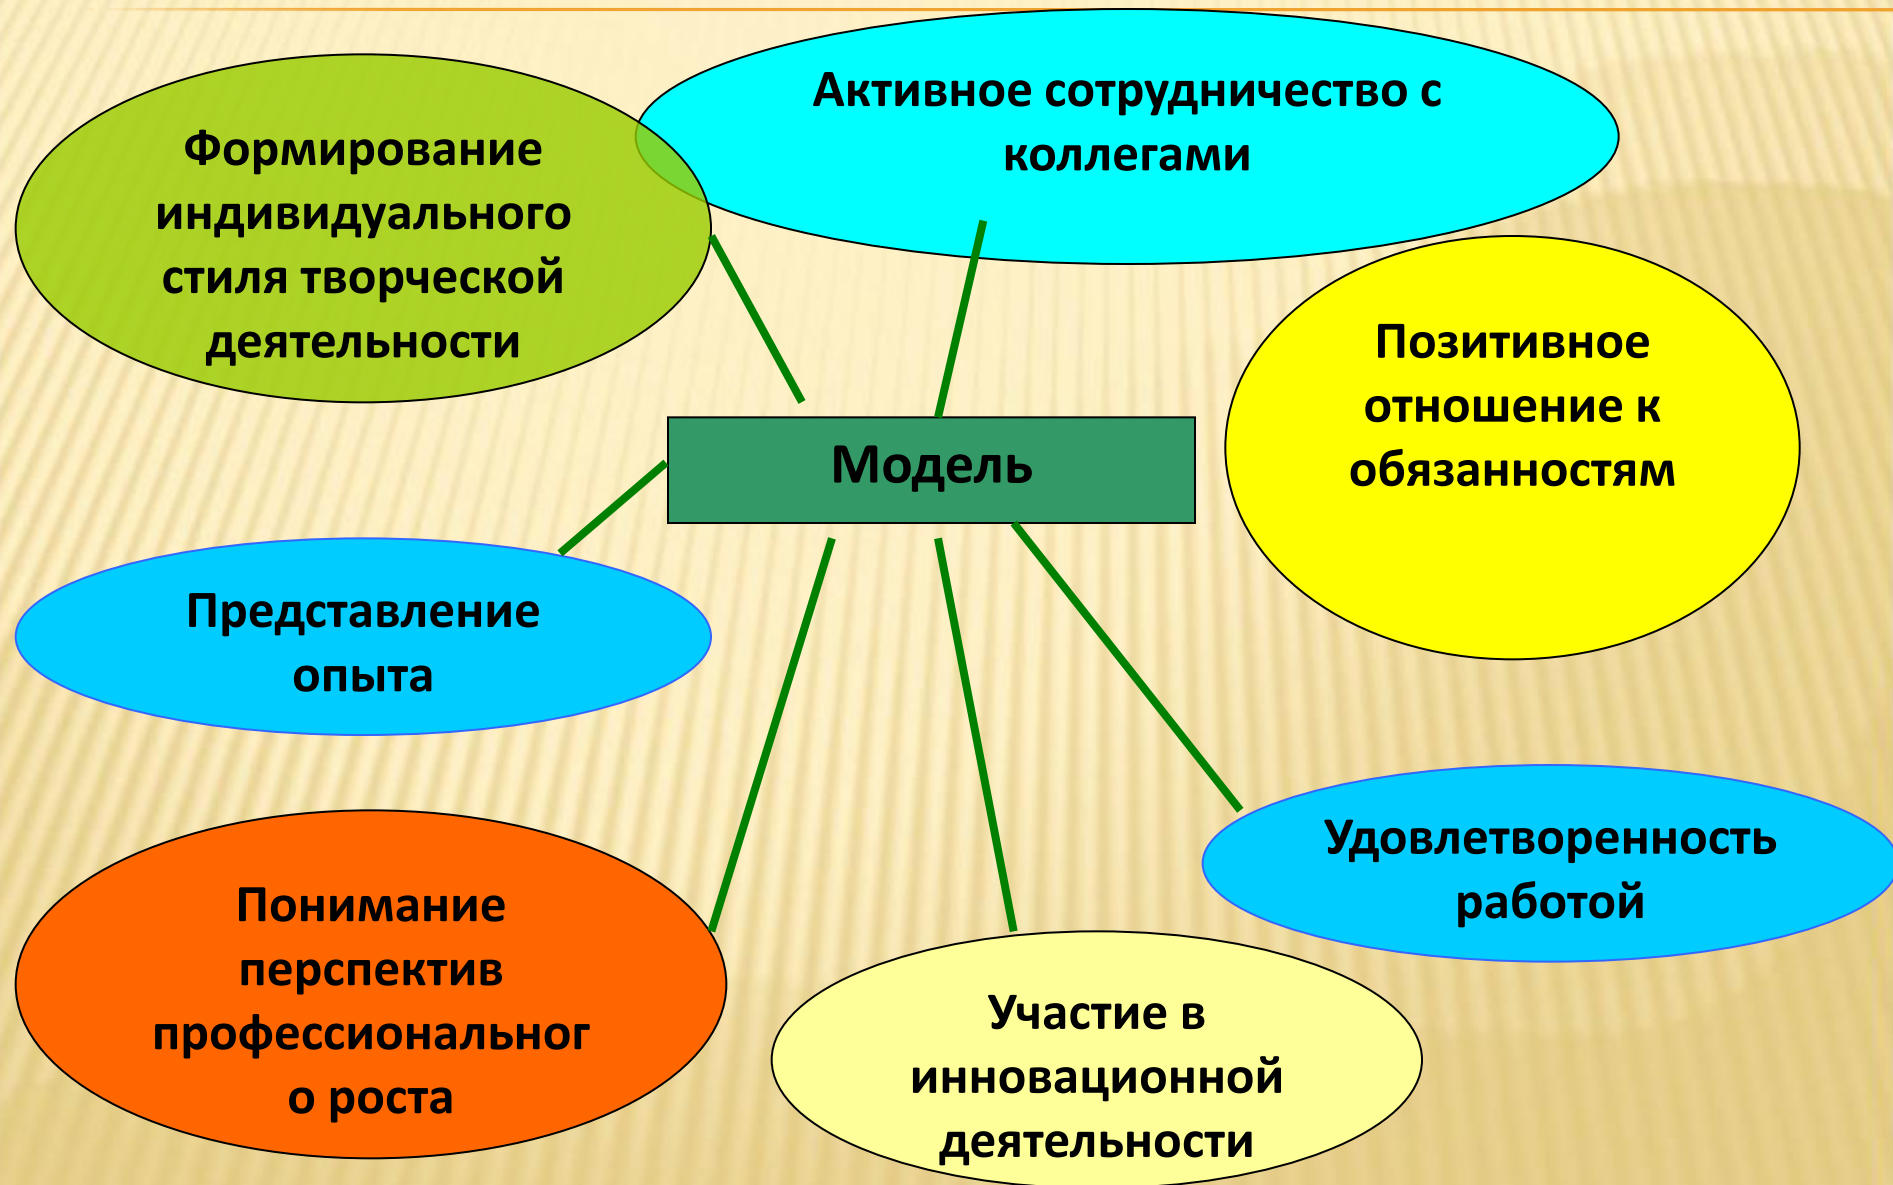 Активное сотрудничество с
коллегами
Формирование
индивидуального
стиля творческой
деятельности
Позитивное
отношение к
обязанностям
Модель
Представление
опыта
Удовлетворенность
работой
Понимание
перспектив
профессиональног
о роста
Участие в
инновационной
деятельности